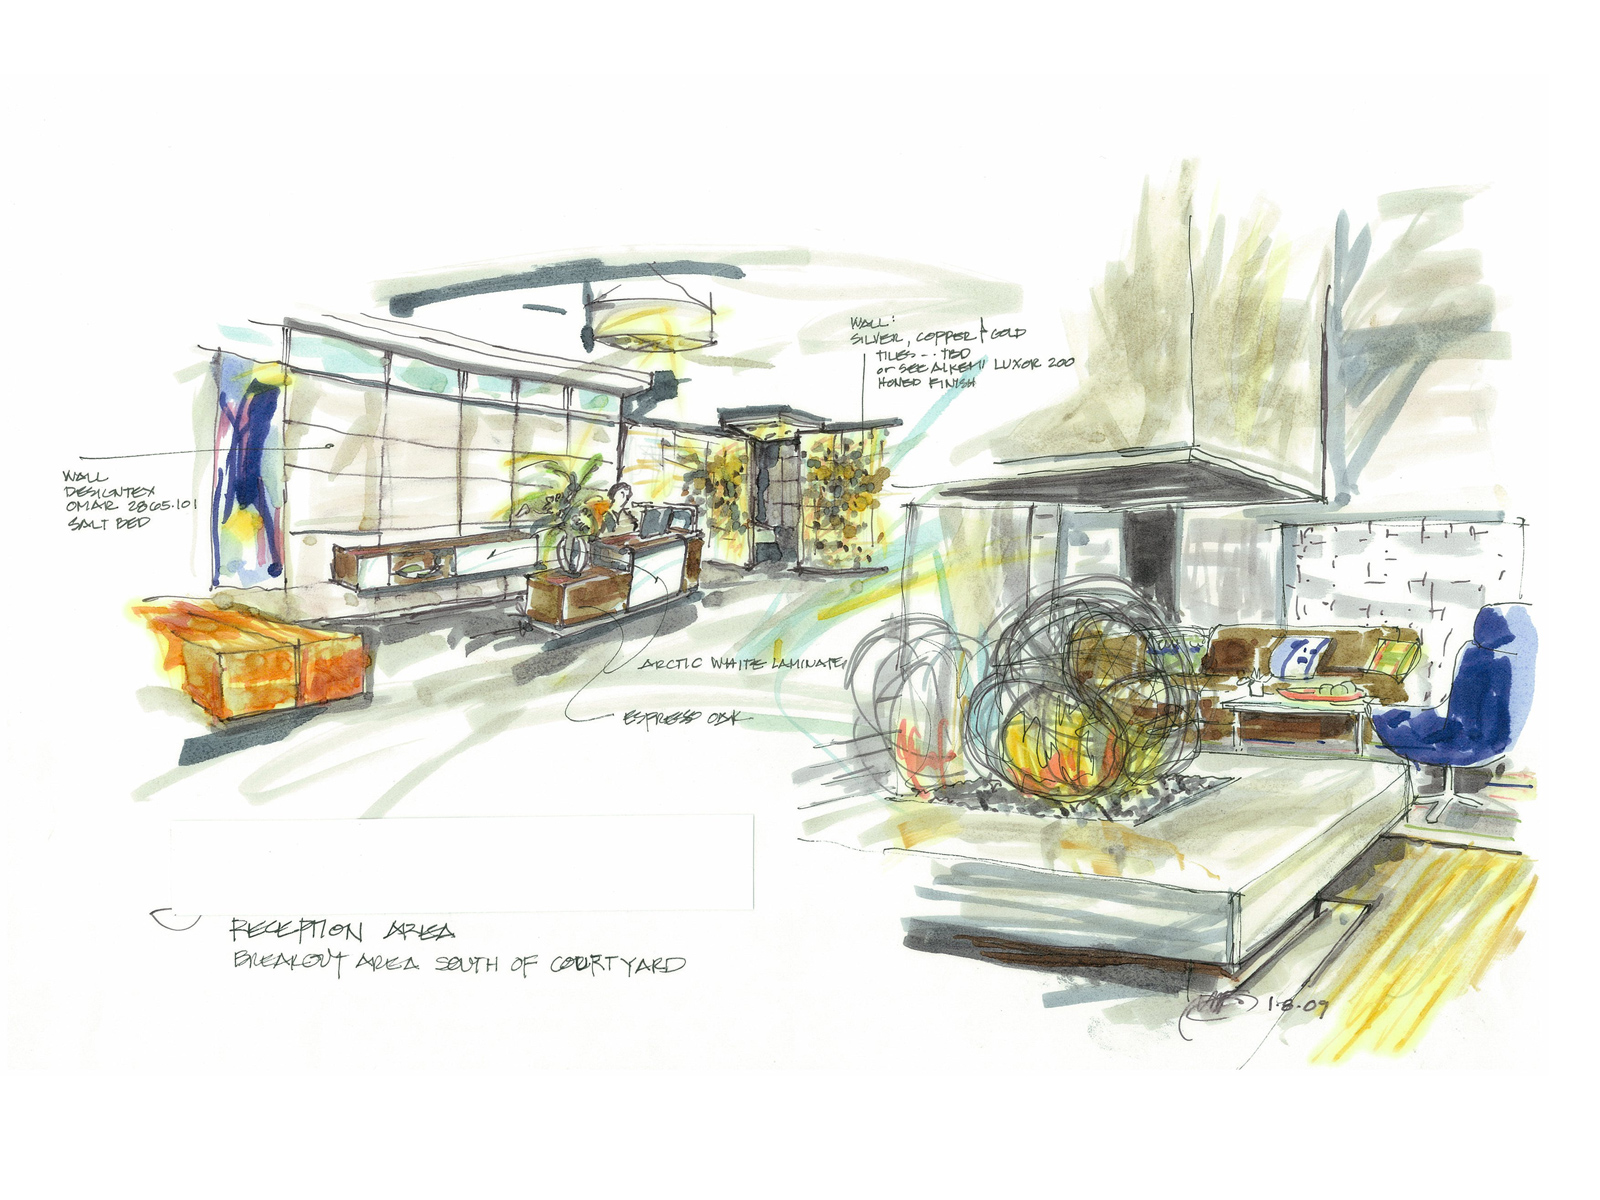 WALL:
SILVER, COPPER & GOLD
TILES -- TBD
or SEE ALKEMI LUXOR 200
HONED FINISH
WALL
DESIGNTEX
OMAR 2865.101
SALT BED
ARCTIC WHITE LAMINATE
ESPRESSO OAK
RECEPTION AREA
BREAKOUT AREA SOUTH OF COURTYARD
1.8.09